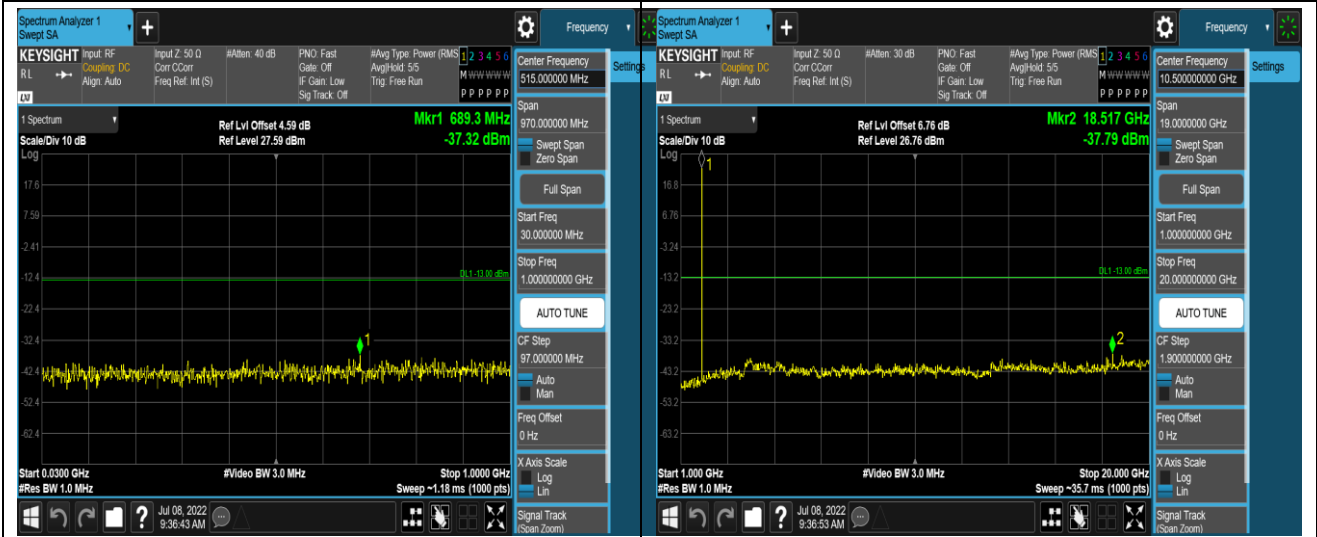 Spectrum Analyzer 1
Swept SA
+
Frequency
KEYSIGHT
RL
LXI
Input: RF
Coupling: DC
Align: Auto
Input Z: 50 Ω
Corr CCorr
Freq Ref: Int (S)
#Atten: 40 dB
PNO: Fast
Gate: Off
IF Gain: Low
Sig Track: Off
#Avg Type: Power (RMS
Avg|Hold: 5/5
Trig: Free Run
1 2 3 4 5 6
M W W W W W
P P P P P P
Center Frequency
515.000000 MHz
Settings
Span
970.000000 MHz
Swept Span
Zero Span
Full Span
Start Freq
30.000000 MHz
Stop Freq
1.000000000 GHz
AUTO TUNE
CF Step
97.000000 MHz
Auto
Man
Freq Offset
0 Hz
X Axis Scale
Log
Lin
Signal Track
(Span Zoom)
1 Spectrum
Scale/Div 10 dB
Log
Ref Lvl Offset 4.59 dB
Ref Level 27.59 dBm
Mkr1 689.3 MHz
-37.32 dBm
17.6
7.59
-2.41
-12.4
-22.4
-32.4
-42.4
-52.4
-62.4
DL1 -13.00 dBm
1
Start 0.0300 GHz
#Res BW 1.0 MHz
#Video BW 3.0 MHz
Stop 1.0000 GHz
Sweep ~1.18 ms (1000 pts)
?
Jul 08, 2022
9:36:43 AM
Spectrum Analyzer 1
Swept SA
+
Frequency
KEYSIGHT
RL
LXI
Input: RF
Coupling: DC
Align: Auto
Input Z: 50 Ω
Corr CCorr
Freq Ref: Int (S)
#Atten: 30 dB
PNO: Fast
Gate: Off
IF Gain: Low
Sig Track: Off
#Avg Type: Power (RMS
Avg|Hold: 5/5
Trig: Free Run
1 2 3 4 5 6
M W W W W W
P P P P P P
Center Frequency
10.500000000 GHz
Settings
Span
19.0000000 GHz
Swept Span
Zero Span
Full Span
Start Freq
1.000000000 GHz
Stop Freq
20.000000000 GHz
AUTO TUNE
CF Step
1.900000000 GHz
Auto
Man
Freq Offset
0 Hz
X Axis Scale
Log
Lin
Signal Track
(Span Zoom)
1 Spectrum
Scale/Div 10 dB
Log
Ref Lvl Offset 6.76 dB
Ref Level 26.76 dBm
Mkr2 18.517 GHz
-37.79 dBm
1
16.8
6.76
-3.24
-13.2
-23.2
-33.2
-43.2
-53.2
-63.2
DL1 -13.00 dBm
2
Start 1.000 GHz
#Res BW 1.0 MHz
#Video BW 3.0 MHz
Stop 20.000 GHz
Sweep ~35.7 ms (1000 pts)
?
Jul 08, 2022
9:36:53 AM